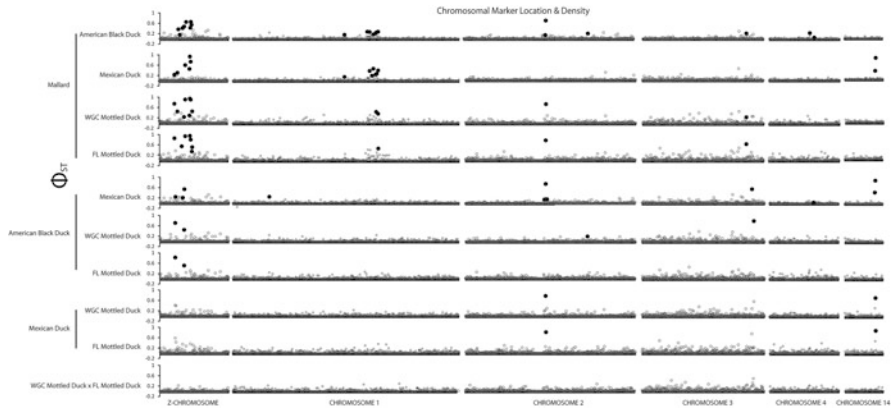 Chromosomal Marker Location & Density
Mallard
American Black Duck
Mexican Duck
WGC Mottled Duck
FL Mottled Duck
ΦST
American Black Duck
Mexican Duck
WGC Mottled Duck
FL Mottled Duck
Mexican Duck
WGC Mottled Duck
FL Mottled Duck
WGC Mottled Duck x FL Mottled Duck
Z-CHROMOSOME CHROMOSOME 1 CHROMOSOME 2 CHROMOSOME 3 CHROMOSOME 4 CHROMOSOME 14